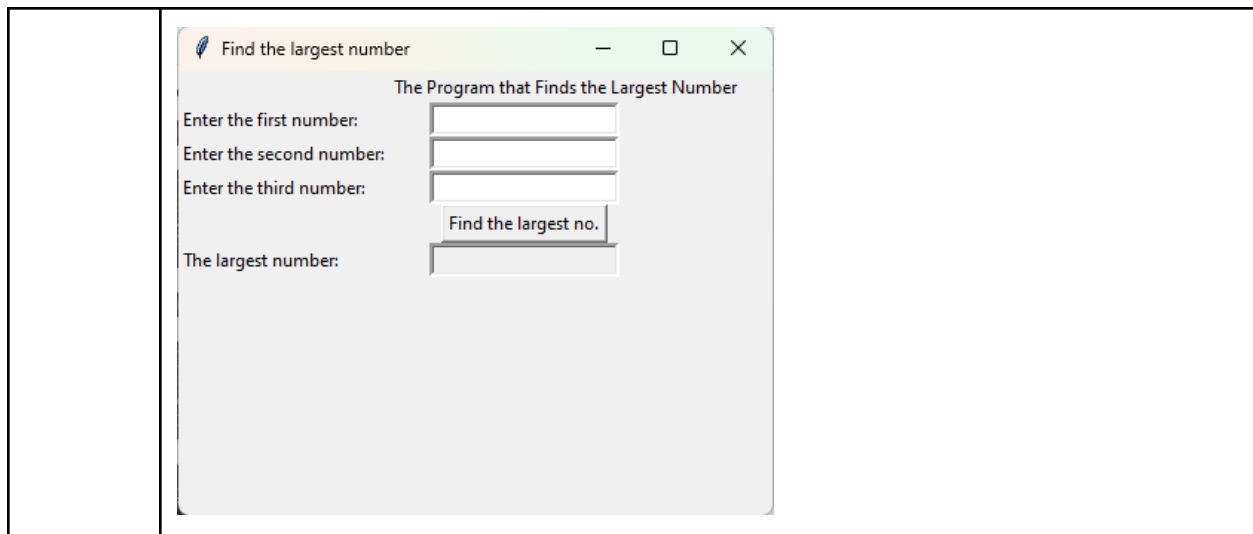 Find the largest number
The Program that Finds the Largest Number
Enter the first number:
Enter the second number:
Enter the third number:
Find the largest no.
The largest number: